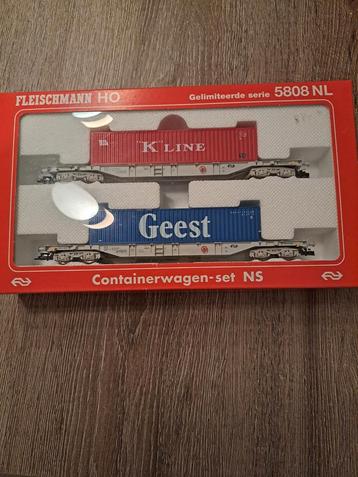 FLEISCHMANN HO
Gelimiteerde serie 5808 NL
K LINE
Geest
Containerwagen-set NS